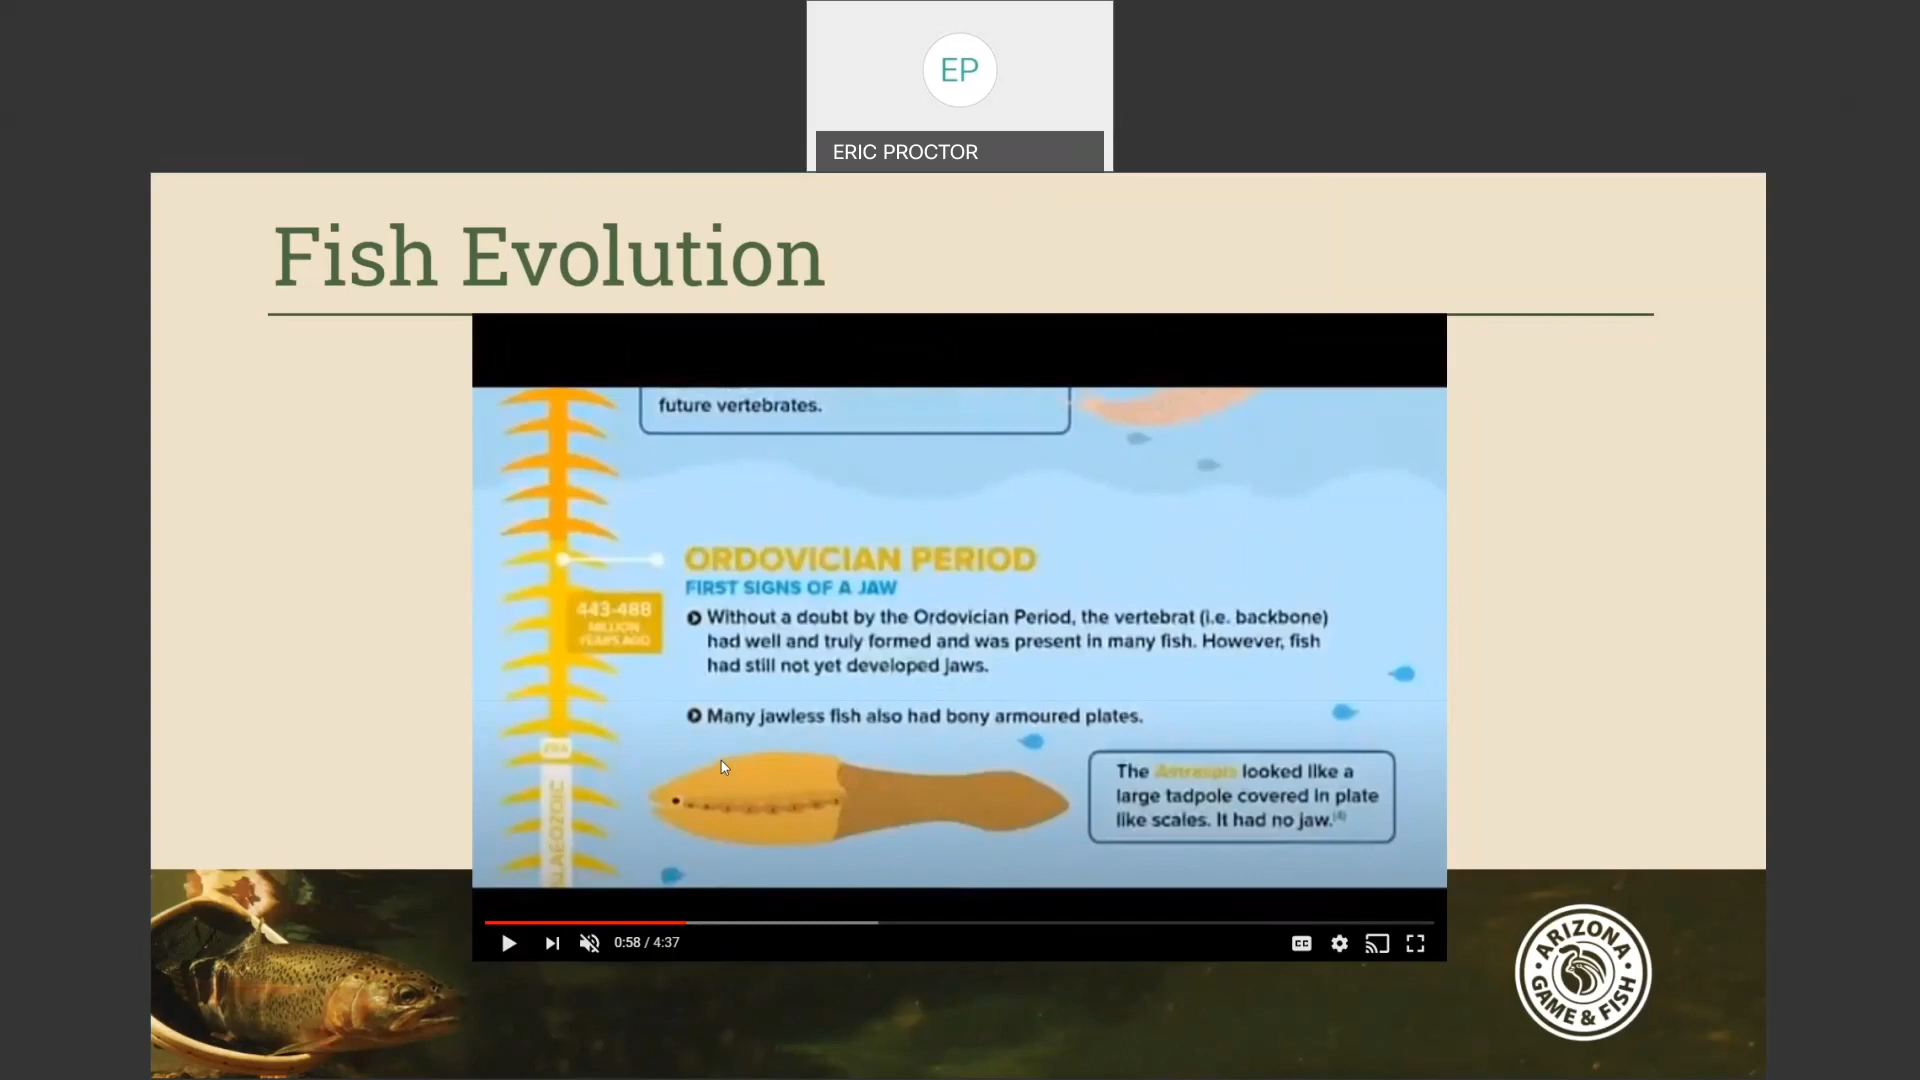 EP
ERIC PROCTOR
Fish Evolution
future vertebrates.
ORDOVICIAN PERIOD
FIRST SIGNS OF A JAW
443-488
MILLION
YEARS AGO
Without a doubt by the Ordovician Period, the vertebrat (i.e. backbone)
had well and truly formed and was present in many fish. However, fish
had still not yet developed jaws.
Many jawless fish also had bony armoured plates.
The Astraspis looked like a
large tadpole covered in plate
like scales. It had no jaw.(4)
ERA
ALAEOZOIC
0:58 / 4:37
CC
ARIZONA
GAME & FISH